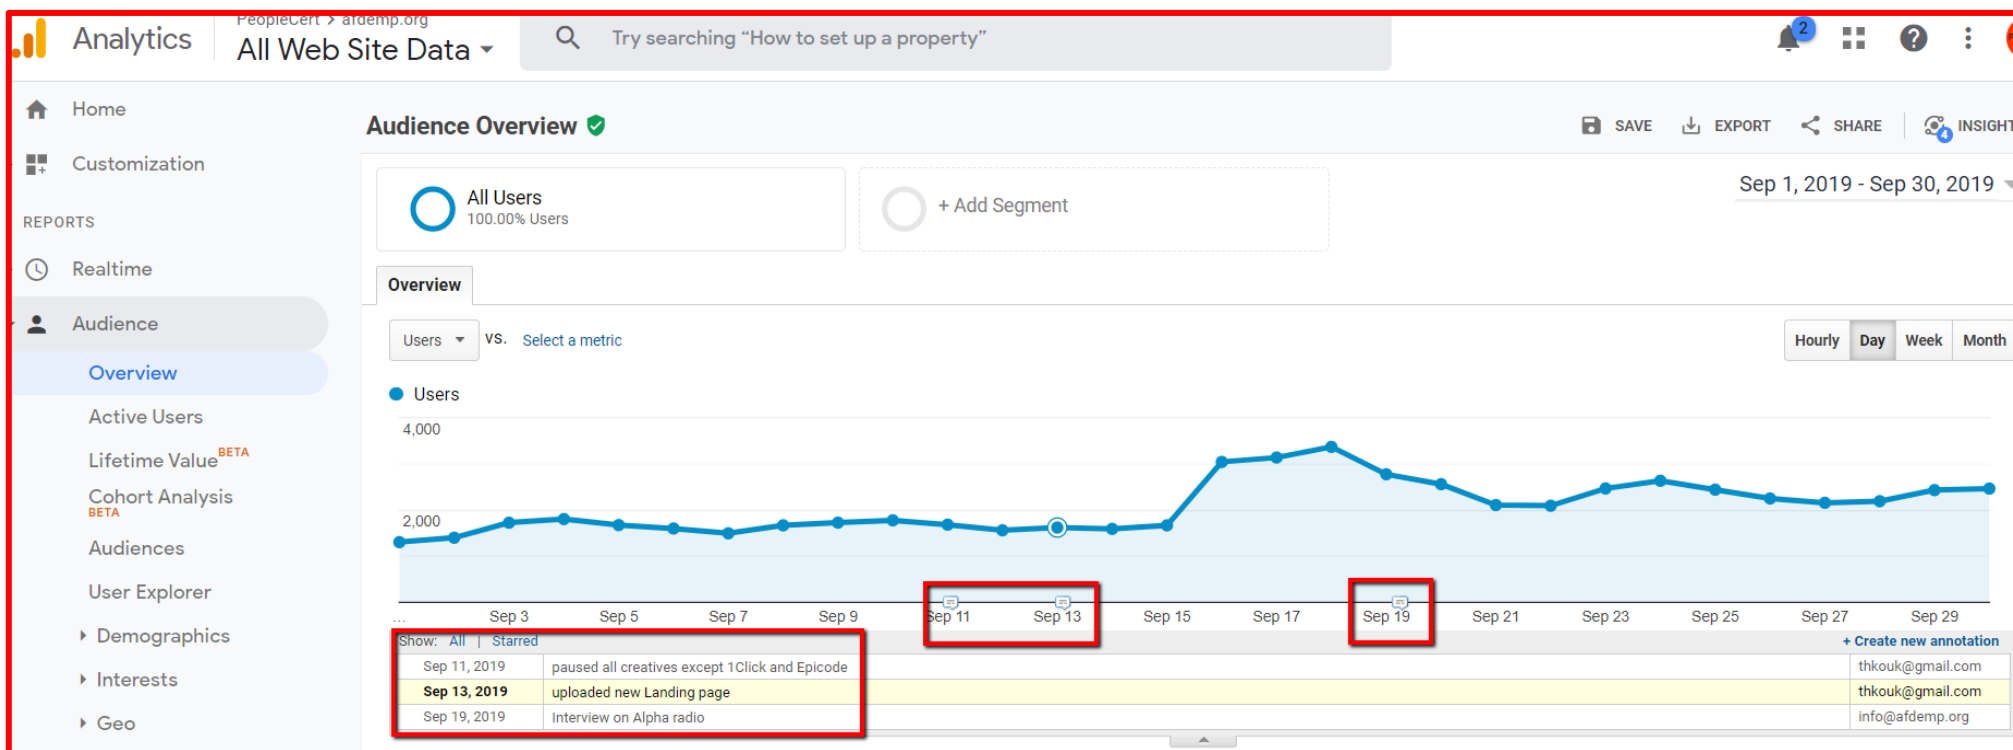 PeopleCert > afdemp.org
Analytics
All Web Site Data
Try searching “How to set up a property”
2
Home
Customization
REPORTS
Realtime
Audience
Overview
Active Users
Lifetime Value BETA
Cohort Analysis
BETA
Audiences
User Explorer
Demographics
Interests
Geo
Audience Overview
SAVE
EXPORT
SHARE
4
INSIGHT
All Users
100.00% Users
+ Add Segment
Sep 1, 2019 - Sep 30, 2019
Overview
Users VS. Select a metric
Hourly Day Week Month
Users
4,000
2,000
... Sep 3 Sep 5 Sep 7 Sep 9 Sep 11 Sep 13 Sep 15 Sep 17 Sep 19 Sep 21 Sep 23 Sep 25 Sep 27 Sep 29
Show: All | Starred + Create new annotation
Sep 11, 2019 paused all creatives except 1Click and Epicode thkouk@gmail.com
Sep 13, 2019 uploaded new Landing page thkouk@gmail.com
Sep 19, 2019 Interview on Alpha radio info@afdemp.org